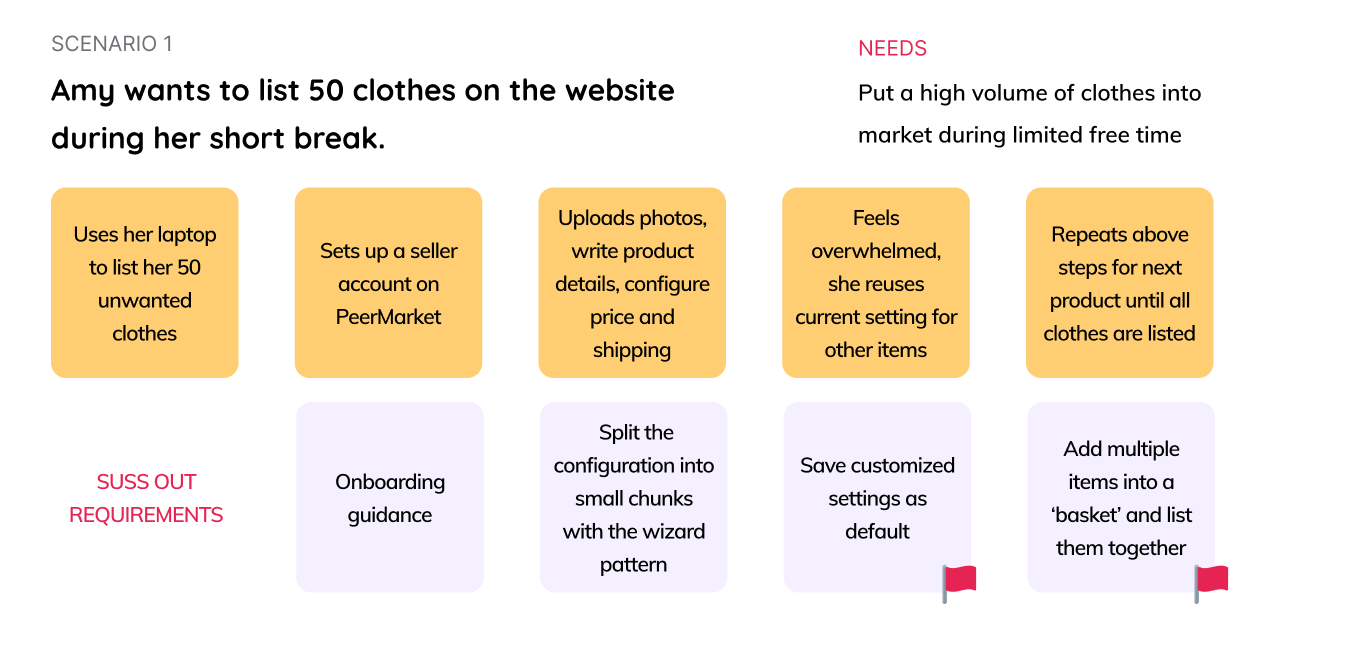 SCENARIO 1
Amy wants to list 50 clothes on the website
during her short break.
NEEDS
Put a high volume of clothes into
market during limited free time
Uses her laptop
to list her 50
unwanted
clothes
Sets up a seller
account on
PeerMarket
Uploads photos,
write product
details, configure
price and
shipping
Feels
overwhelmed,
she reuses
current setting for
other items
Repeats above
steps for next
product until all
clothes are listed
SUSS OUT
REQUIREMENTS
Onboarding
guidance
Split the
configuration into
small chunks
with the wizard
pattern
Save customized
settings as
default
Add multiple
items into a
‘basket’ and list
them together